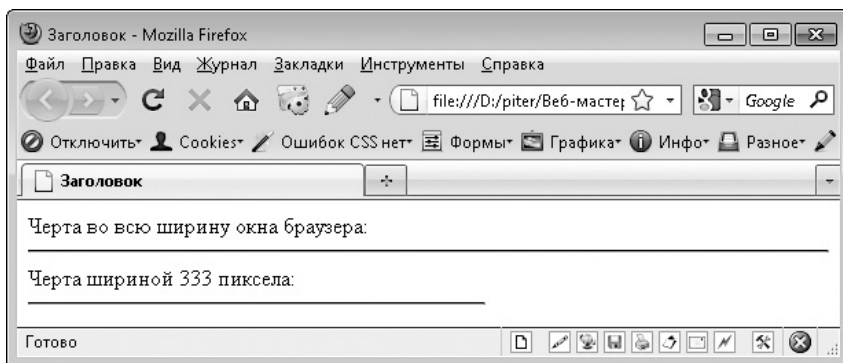 Заголовок - Mozilla Firefox
Файл Правка Вид Журнал Закладки Инструменты Справка
file:///D:/piter/Веб-мастер Google
Отключить Cookies Ошибок CSS нет Формы Графика Инфо Разное
Заголовок
Черта во всю ширину окна браузера:
Черта шириной 333 пиксела:
Готово